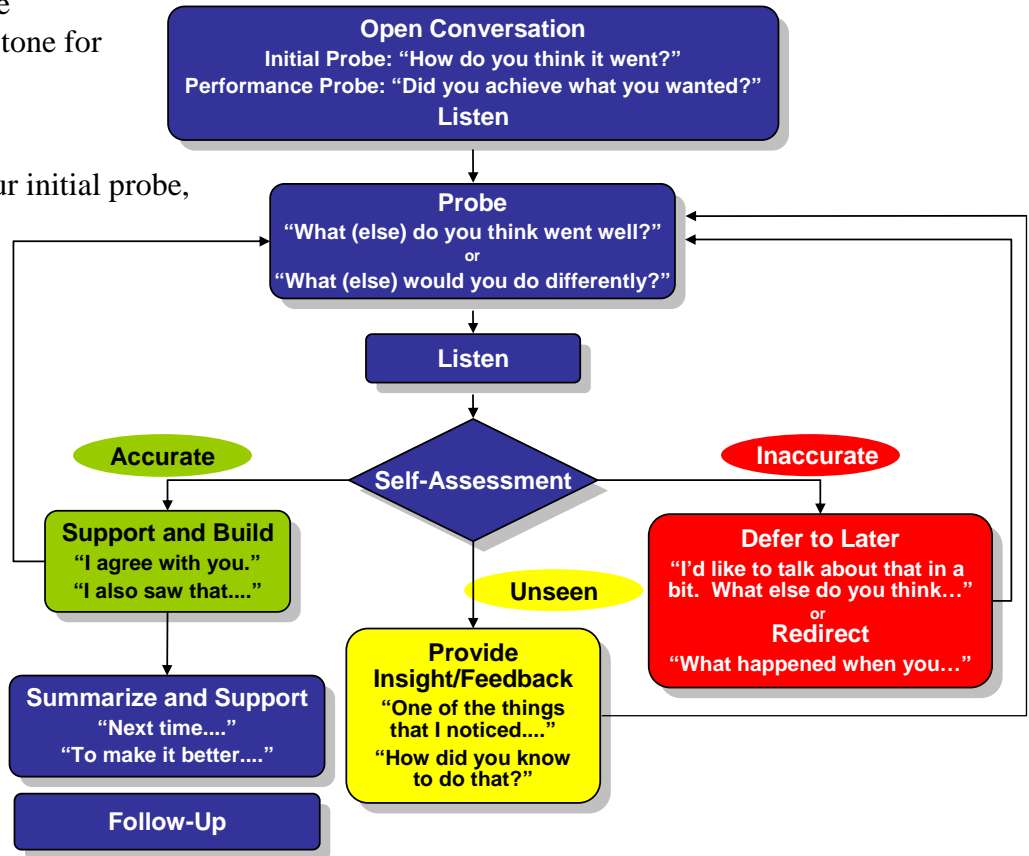 e
tone for
ur initial probe,
Open Conversation
Initial Probe: “How do you think it went?”
Performance Probe: “Did you achieve what you wanted?”
Listen
Probe
“What (else) do you think went well?”
or
“What (else) would you do differently?”
Listen
Self-Assessment
Accurate
Support and Build
“I agree with you.”
“I also saw that....”
Summarize and Support
“Next time....”
“To make it better....”
Follow-Up
Unseen
Provide
Insight/Feedback
“One of the things
that I noticed....”
“How did you know
to do that?”
Inaccurate
Defer to Later
“I’d like to talk about that in a
bit.  What else do you think…”
or
Redirect
“What happened when you…”